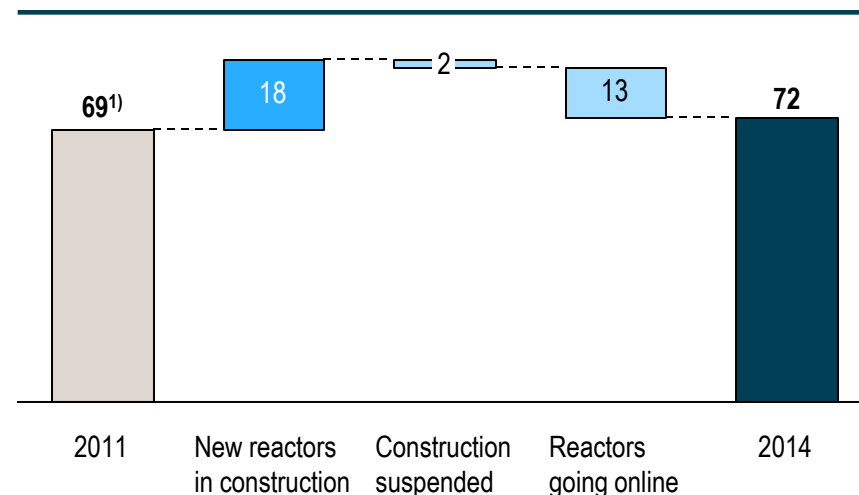 69¹⁾
18
2
13
72
2011
New reactors
in construction
Construction
suspended
Reactors
going online
2014